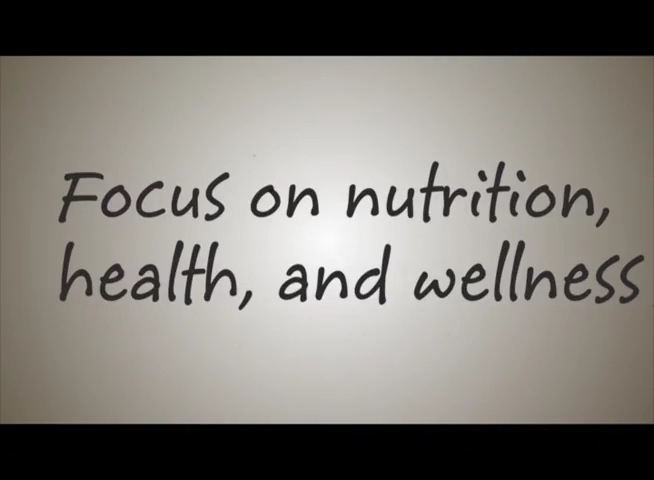 Focus on nutrition,
health, and wellness